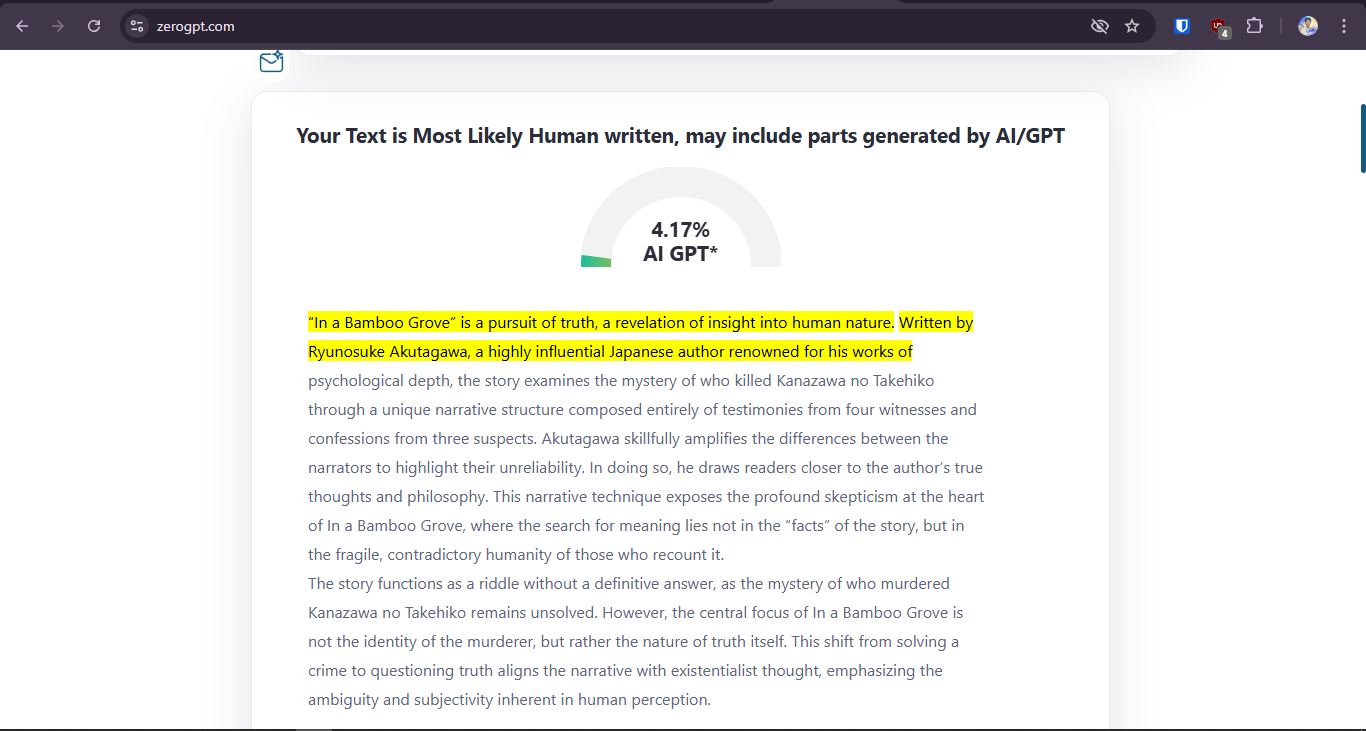 zerogpt.com
4
Your Text is Most Likely Human written, may include parts generated by AI/GPT
4.17%
AI GPT*
“In a Bamboo Grove” is a pursuit of truth, a revelation of insight into human nature. Written by
Ryunosuke Akutagawa, a highly influential Japanese author renowned for his works of
psychological depth, the story examines the mystery of who killed Kanazawa no Takehiko
through a unique narrative structure composed entirely of testimonies from four witnesses and
confessions from three suspects. Akutagawa skillfully amplifies the differences between the
narrators to highlight their unreliability. In doing so, he draws readers closer to the author’s true
thoughts and philosophy. This narrative technique exposes the profound skepticism at the heart
of In a Bamboo Grove, where the search for meaning lies not in the “facts” of the story, but in
the fragile, contradictory humanity of those who recount it.
The story functions as a riddle without a definitive answer, as the mystery of who murdered
Kanazawa no Takehiko remains unsolved. However, the central focus of In a Bamboo Grove is
not the identity of the murderer, but rather the nature of truth itself. This shift from solving a
crime to questioning truth aligns the narrative with existentialist thought, emphasizing the
ambiguity and subjectivity inherent in human perception.